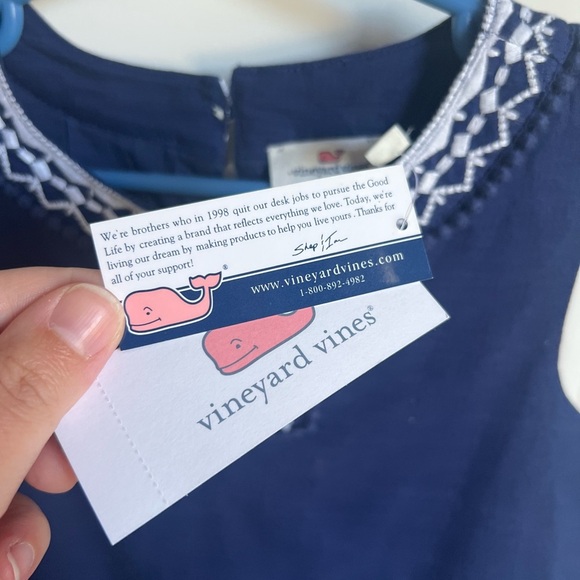 We're brothers who in 1998 quit our desk jobs to pursue the Good
Life by creating a brand that reflects everything we love. Today, we're
living our dream by making products to help you live yours . Thanks for
all of your support!
Shep & Ian
www.vineyardvines.com
1-800-892-4982
vineyard vines®